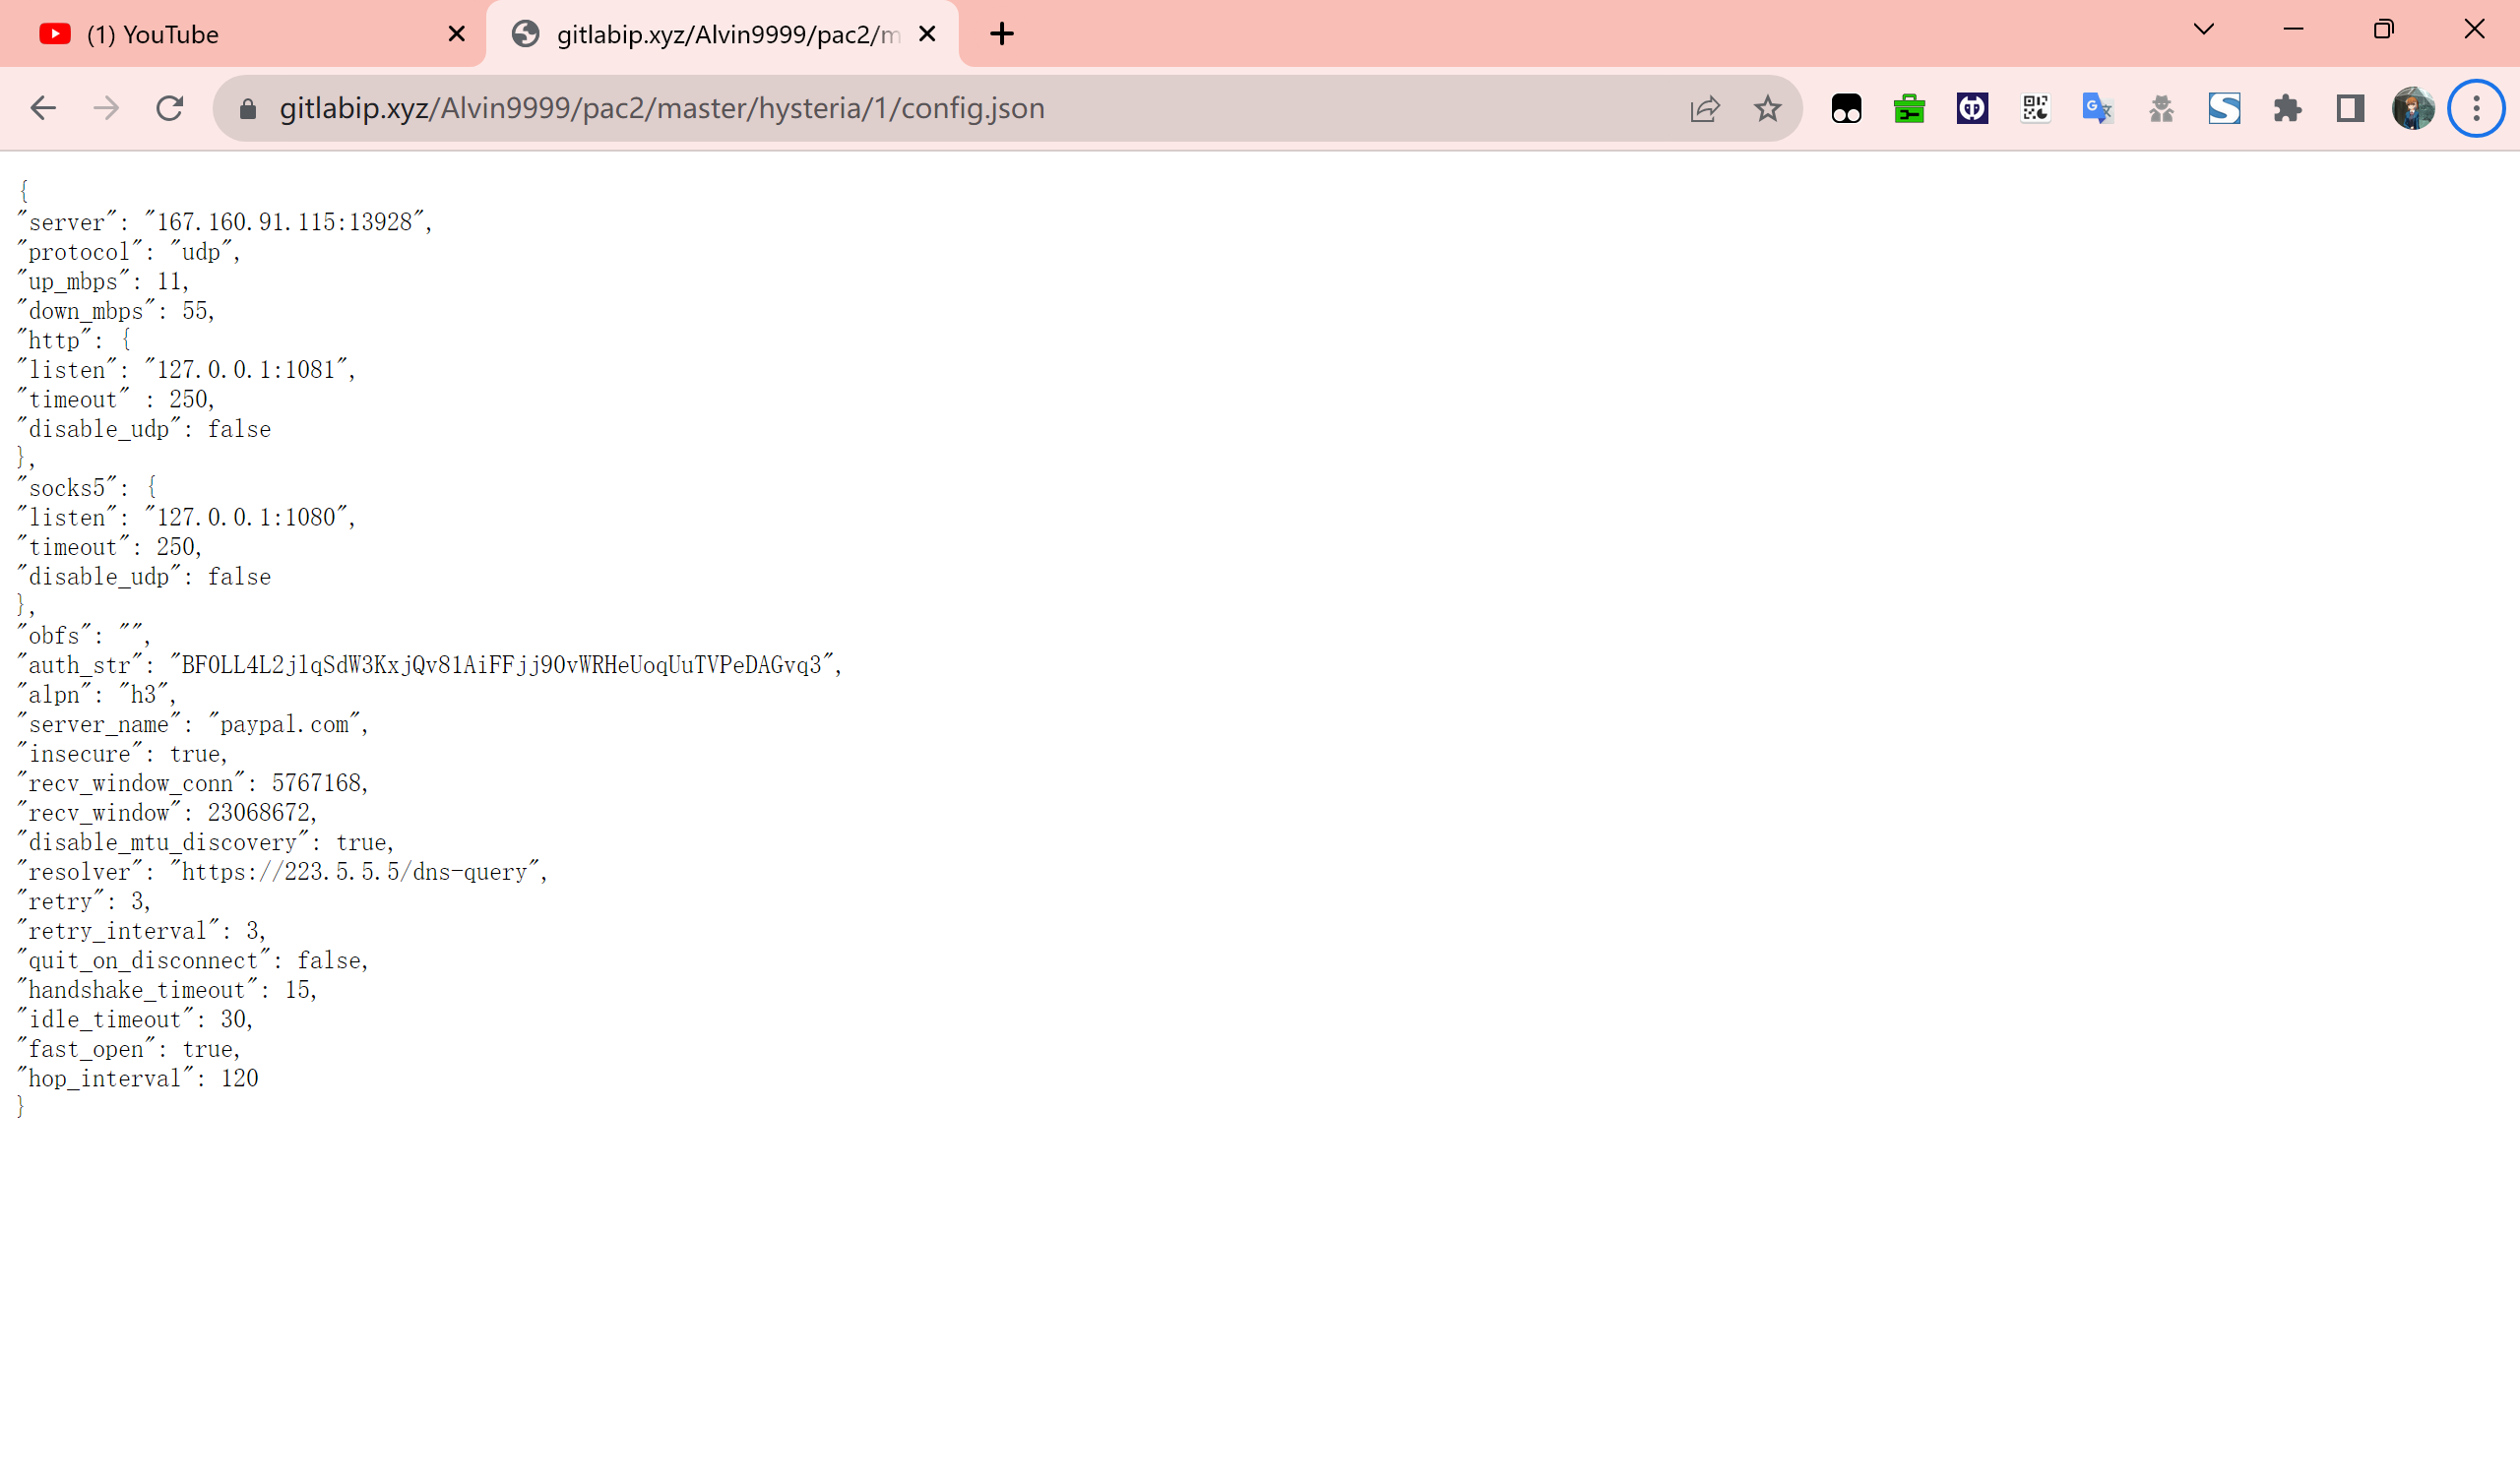 (1) YouTube
gitlabip.xyz/Alvin9999/pac2/m
gitlabip.xyz/Alvin9999/pac2/master/hysteria/1/config.json
{
"server": "167.160.91.115:13928",
"protocol": "udp",
"up_mbps": 11,
"down_mbps": 55,
"http": {
"listen": "127.0.0.1:1081",
"timeout" : 250,
"disable_udp": false
},
"socks5": {
"listen": "127.0.0.1:1080",
"timeout": 250,
"disable_udp": false
},
"obfs": "",
"auth_str": "BF0LL4L2jlqSdW3KxjQv81AiFFjj90vWRHeUoqUuTVPeDAGvq3",
"alpn": "h3",
"server_name": "paypal.com",
"insecure": true,
"recv_window_conn": 5767168,
"recv_window": 23068672,
"disable_mtu_discovery": true,
"resolver": "https://223.5.5.5/dns-query",
"retry": 3,
"retry_interval": 3,
"quit_on_disconnect": false,
"handshake_timeout": 15,
"idle_timeout": 30,
"fast_open": true,
"hop_interval": 120
}